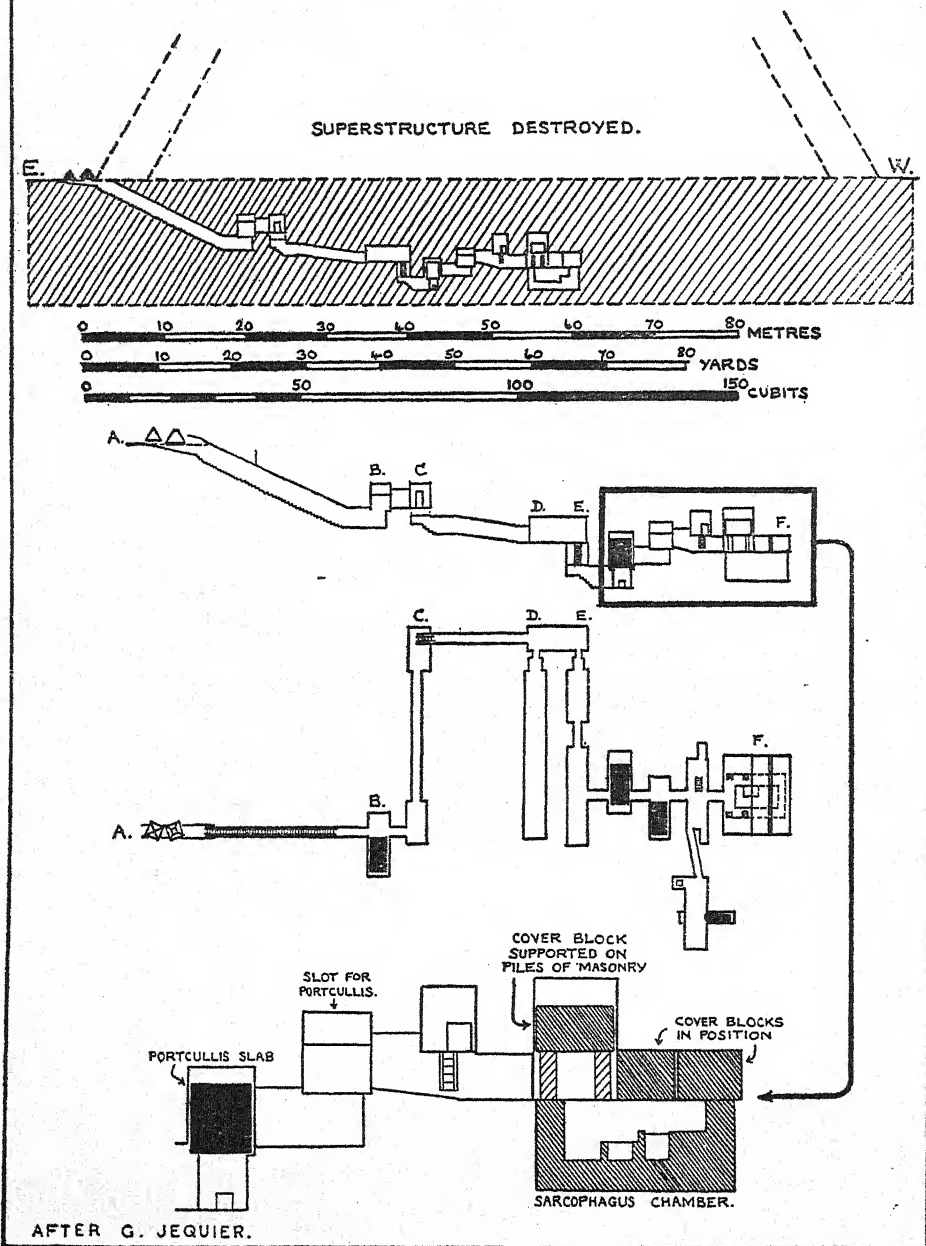 SUPERSTRUCTURE DESTROYED.
E. W.
0 10 20 30 40 50 60 70 80 METRES
0 10 20 30 40 50 60 70 80 YARDS
0 50 100 150 CUBITS
A. B. C D. E. F.
C. D. E.
F.
B.
A.
COVER BLOCK
SUPPORTED ON
PILES OF MASONRY
SLOT FOR
PORTCULLIS.
COVER BLOCKS
IN POSITION
PORTCULLIS SLAB
SARCOPHAGUS CHAMBER.
AFTER G. JEQUIER.